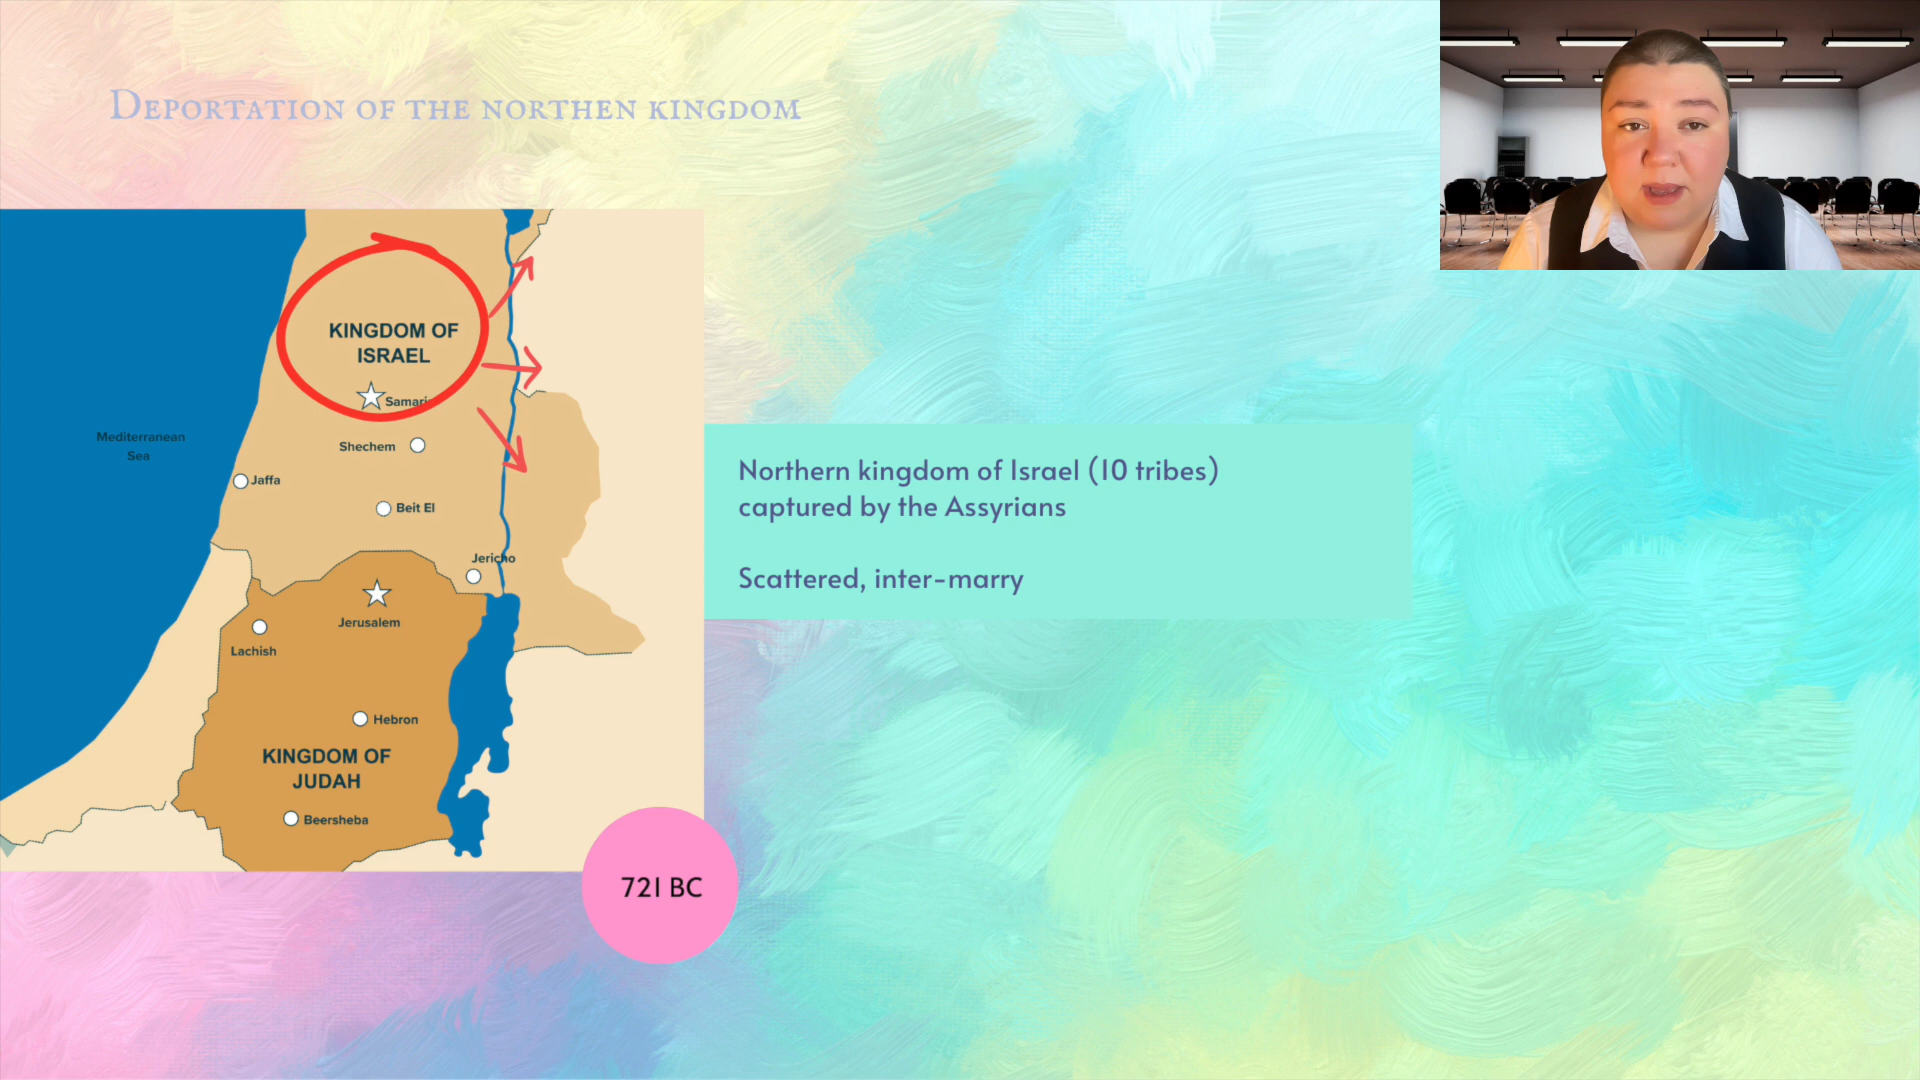 Deportation of the northen kingdom
KINGDOM OF
ISRAEL
Samari
Mediterranean
Sea
Shechem
Jaffa
Beit El
Jericho
Jerusalem
Lachish
Hebron
KINGDOM OF
JUDAH
Beersheba
Northern kingdom of Israel (10 tribes)
captured by the Assyrians
Scattered, inter-marry
721 BC